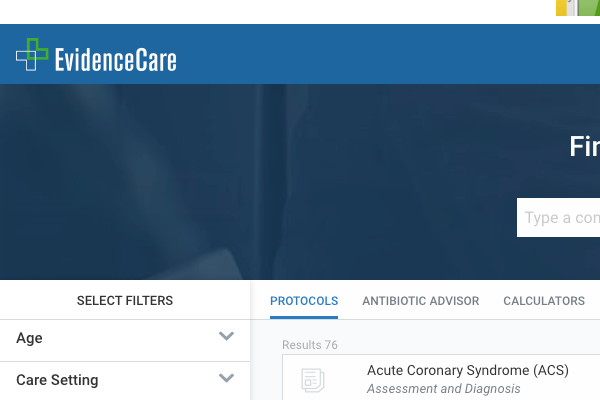 EvidenceCare
Fin
Type a con
SELECT FILTERS
PROTOCOLS ANTIBIOTIC ADVISOR CALCULATORS
Age
Results 76
Care Setting
Acute Coronary Syndrome (ACS)
Assessment and Diagnosis